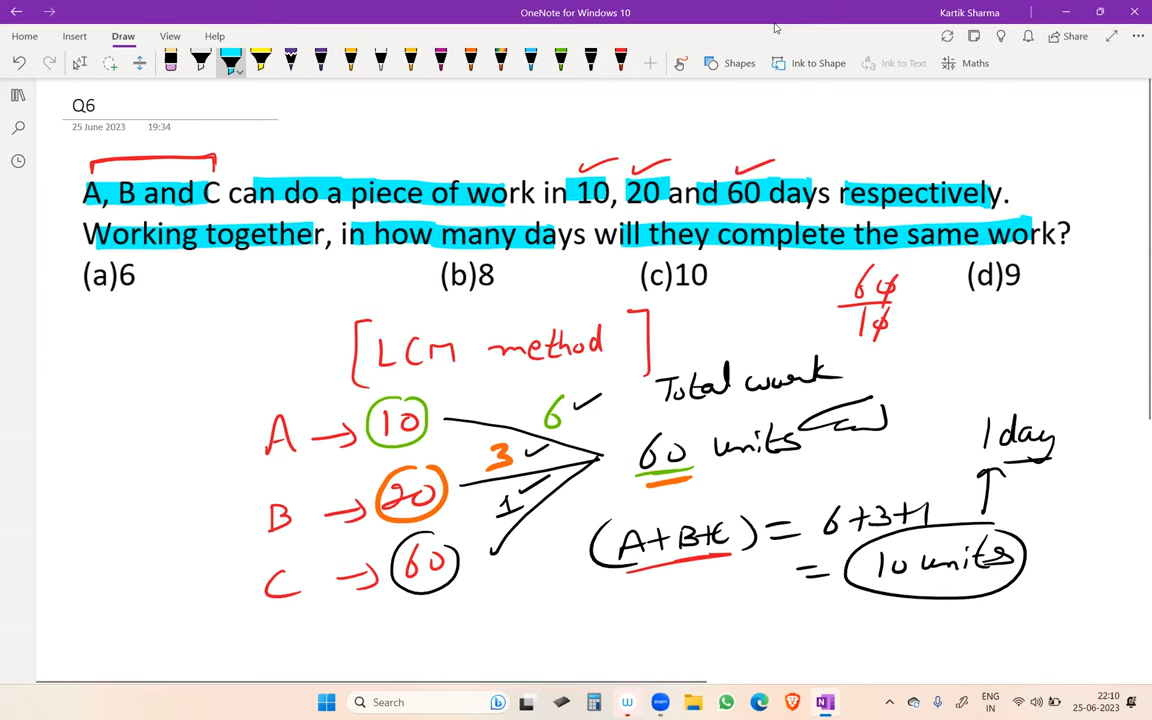 OneNote for Windows 10
Kartik Sharma
Home
Insert
Draw
View
Help
Share
Shapes
Ink to Shape
Ink to Text
Maths
Q6
25 June 2023 19:34
A, B and C can do a piece of work in 10, 20 and 60 days respectively.
Working together, in how many days will they complete the same work?
(a)6 (b)8 (c)10 (d)9
60
10
[LCM method]
Total work
A → 10 6
60 units
1 day
B → 20 3
1
(A+B+C) = 6+3+1
C → 60
= 10 units
Search
ENG
IN
22:10
25-06-2023